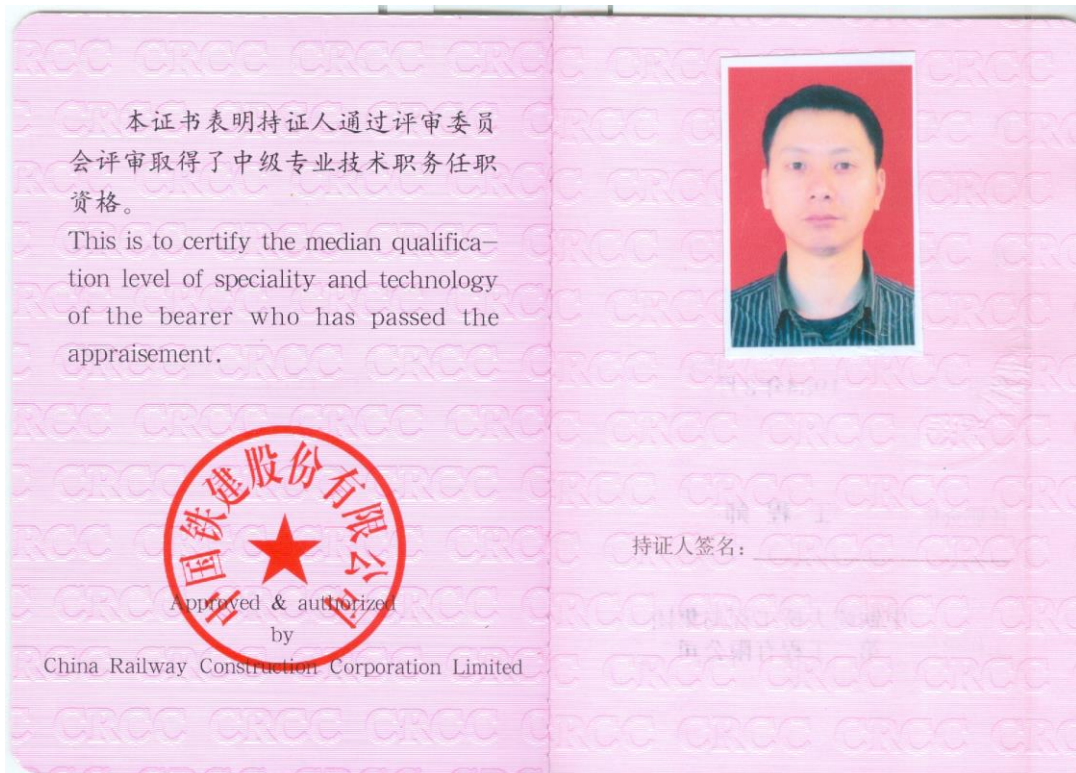 本证书表明持证人通过评审委员
会评审取得了中级专业技术职务任职
资格。
This is to certify the median qualifica-
tion level of speciality and technology
of the bearer who has passed the
appraisement.
中国铁建股份有限公司
Approved & authorized
by
China Railway Construction Corporation Limited
持证人签名:
工程师
CRCC